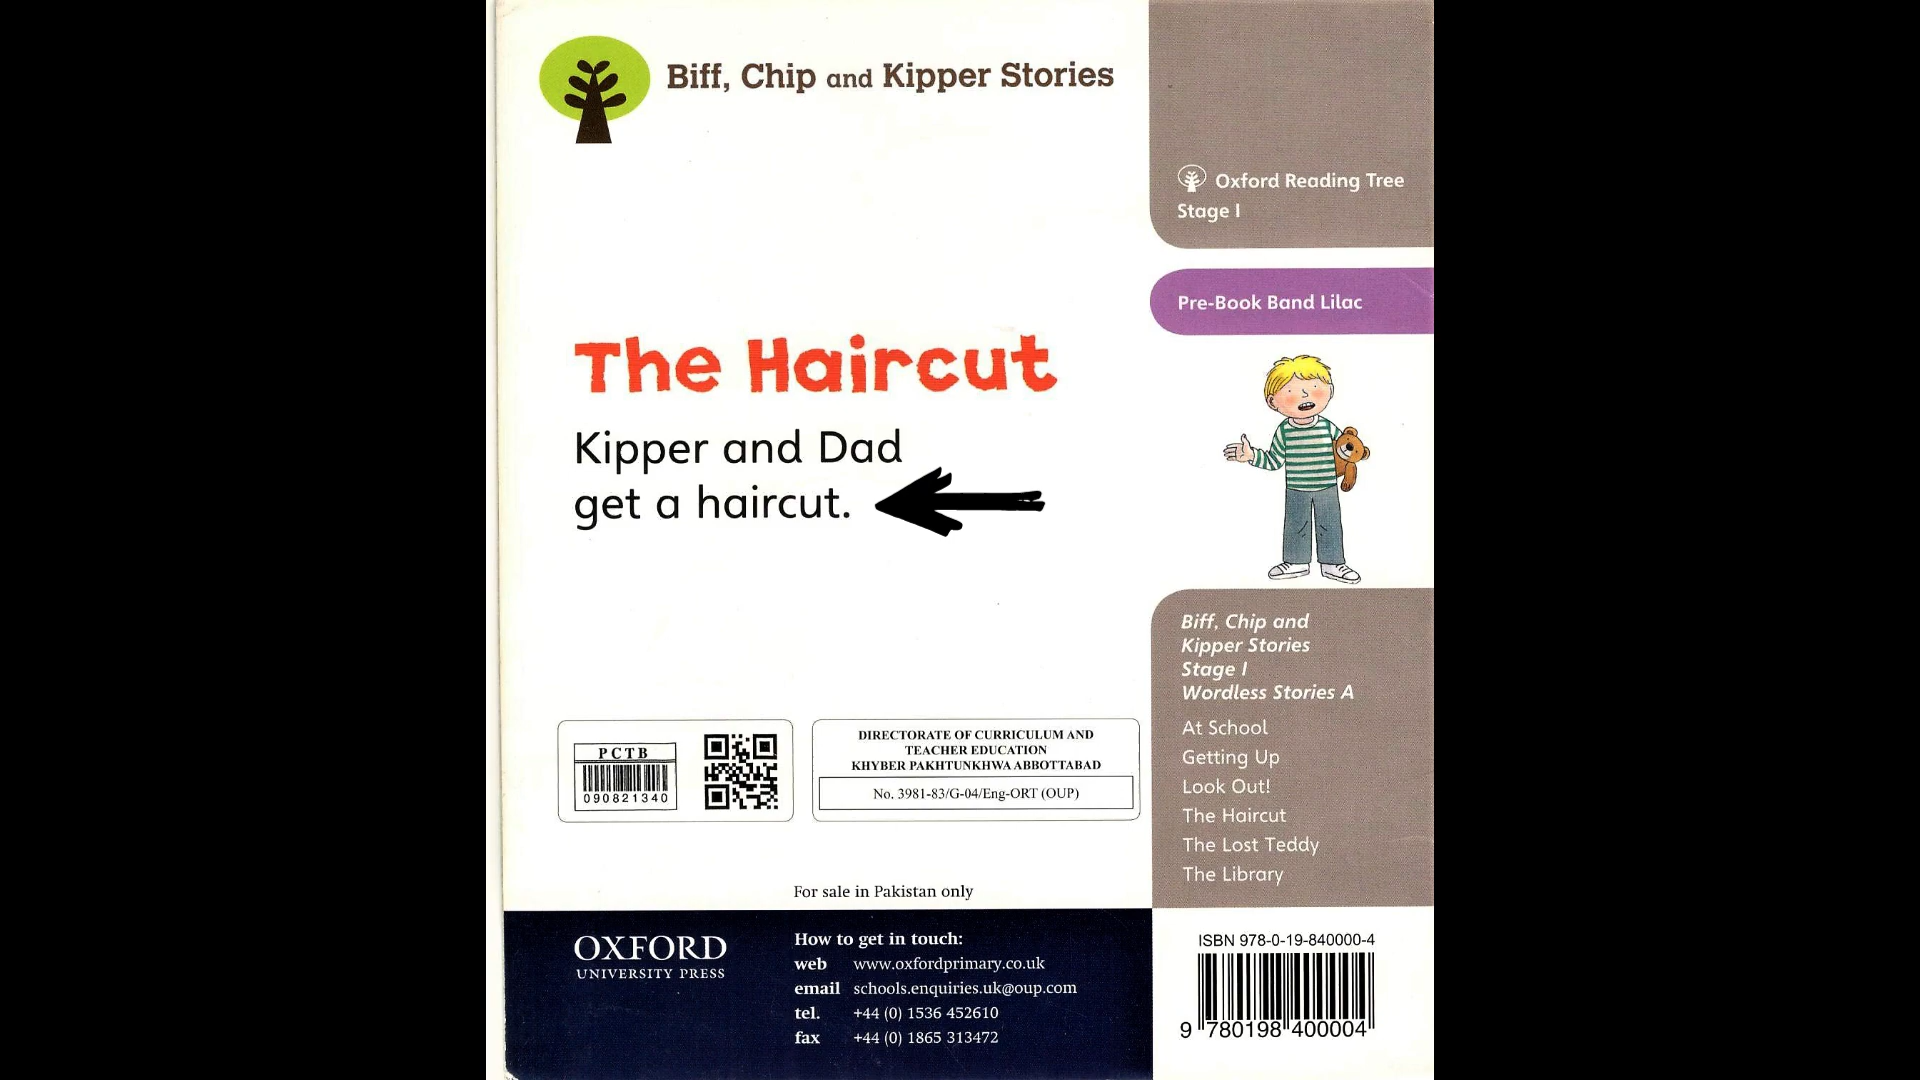 Biff, Chip and Kipper Stories
Oxford Reading Tree
Stage 1
Pre-Book Band Lilac
The Haircut
Kipper and Dad
get a haircut.
Biff, Chip and
Kipper Stories
Stage 1
Wordless Stories A
At School
Getting Up
Look Out!
The Haircut
The Lost Teddy
The Library
PCTB
090821340
DIRECTORATE OF CURRICULUM AND
TEACHER EDUCATION
KHYBER PAKHTUNKHWA ABBOTTABAD
No. 3981-83/G-04/Eng-ORT (OUP)
For sale in Pakistan only
OXFORD
UNIVERSITY PRESS
How to get in touch:
web www.oxfordprimary.co.uk
email schools.enquiries.uk@oup.com
tel. +44 (0) 1536 452610
fax +44 (0) 1865 313472
ISBN 978-0-19-840000-4
9 780198 400004